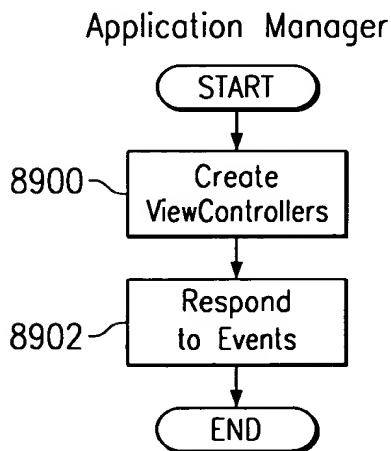 Application Manager
START
8900
Create
ViewControllers
Respond
8902
to Events
END